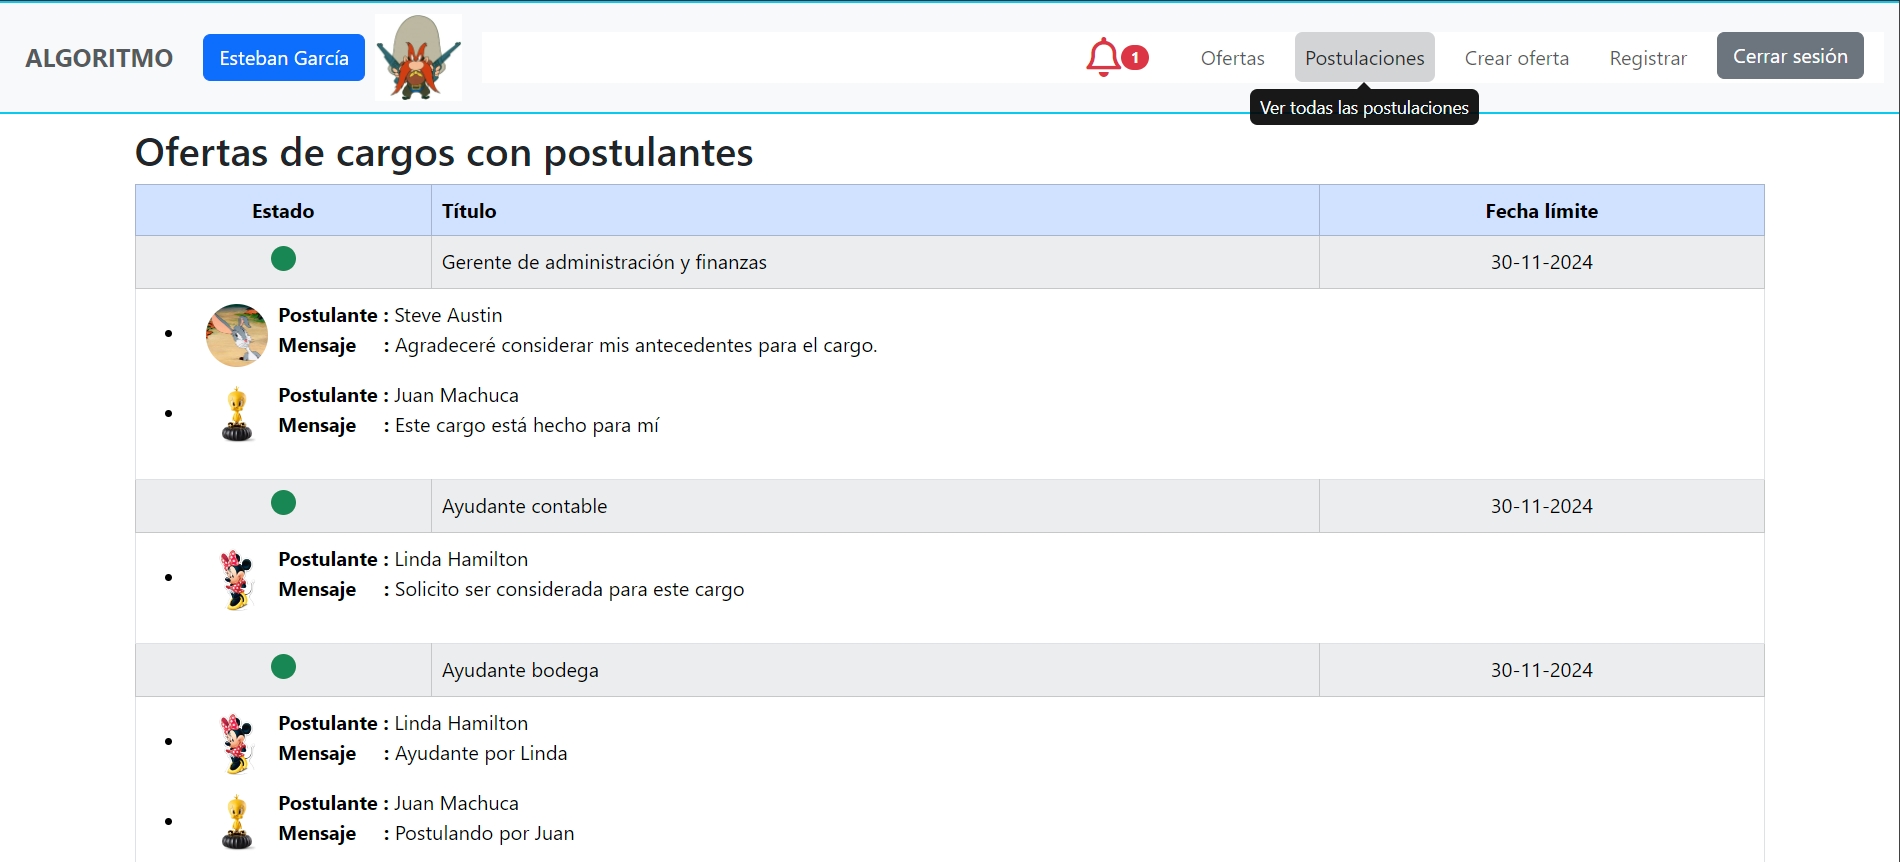 ALGORITMO
Esteban García
1
Ofertas
Postulaciones
Crear oferta
Registrar
Cerrar sesión
Ver todas las postulaciones
Ofertas de cargos con postulantes
Estado Título Fecha límite
Gerente de administración y finanzas 30-11-2024
Postulante : Steve Austin
Mensaje : Agradeceré considerar mis antecedentes para el cargo.
Postulante : Juan Machuca
Mensaje : Este cargo está hecho para mí
Ayudante contable 30-11-2024
Postulante : Linda Hamilton
Mensaje : Solicito ser considerada para este cargo
Ayudante bodega 30-11-2024
Postulante : Linda Hamilton
Mensaje : Ayudante por Linda
Postulante : Juan Machuca
Mensaje : Postulando por Juan